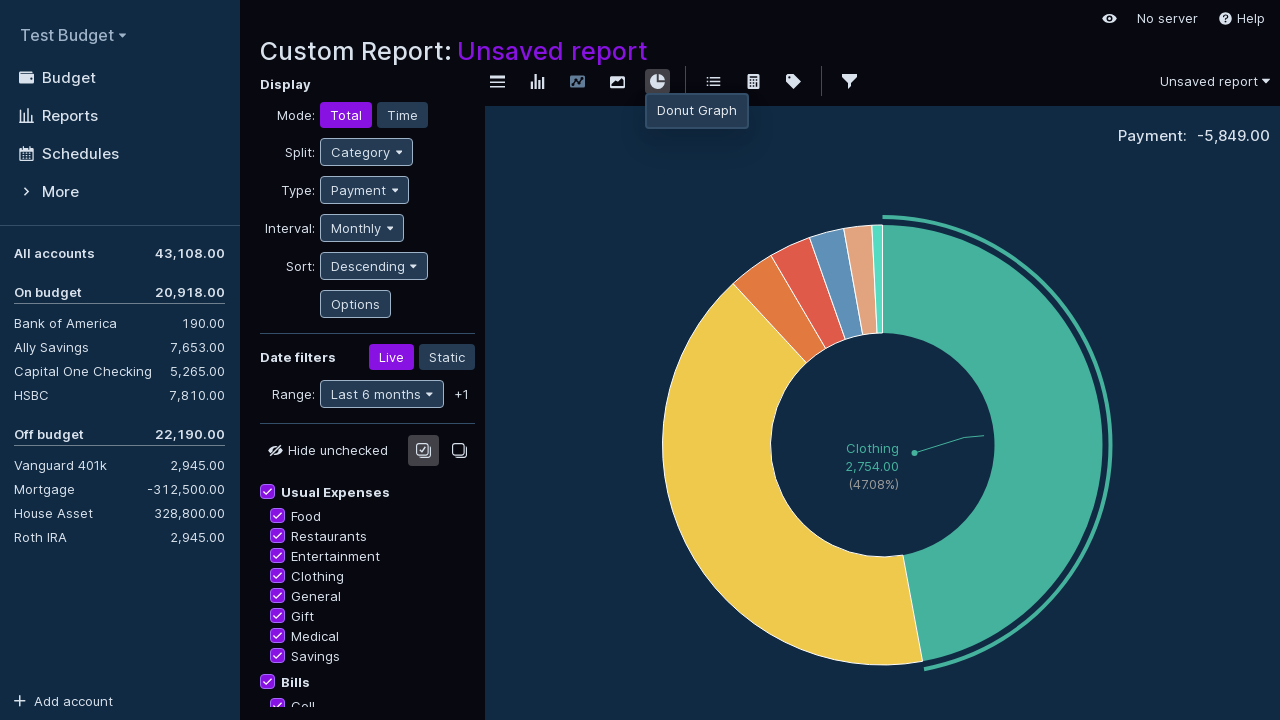 Test Budget
Budget
Reports
Schedules
More
All accounts 43,108.00
On budget 20,918.00
Bank of America 190.00
Ally Savings 7,653.00
Capital One Checking 5,265.00
HSBC 7,810.00
Off budget 22,190.00
Vanguard 401k 2,945.00
Mortgage -312,500.00
House Asset 328,800.00
Roth IRA 2,945.00
Add account
No server
Help
Custom Report: Unsaved report
Display
Mode: Total Time
Split: Category
Type: Payment
Interval: Monthly
Sort: Descending
Options
Date filters Live Static
Range: Last 6 months +1
Hide unchecked
Usual Expenses
Food
Restaurants
Entertainment
Clothing
General
Gift
Medical
Savings
Bills
Cell
Unsaved report
Donut Graph
Payment: -5,849.00
Clothing
2,754.00
(47.08%)